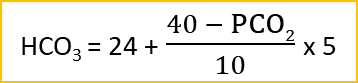 HCO₃ = 24 + (40 − PCO₂)/10 x 5